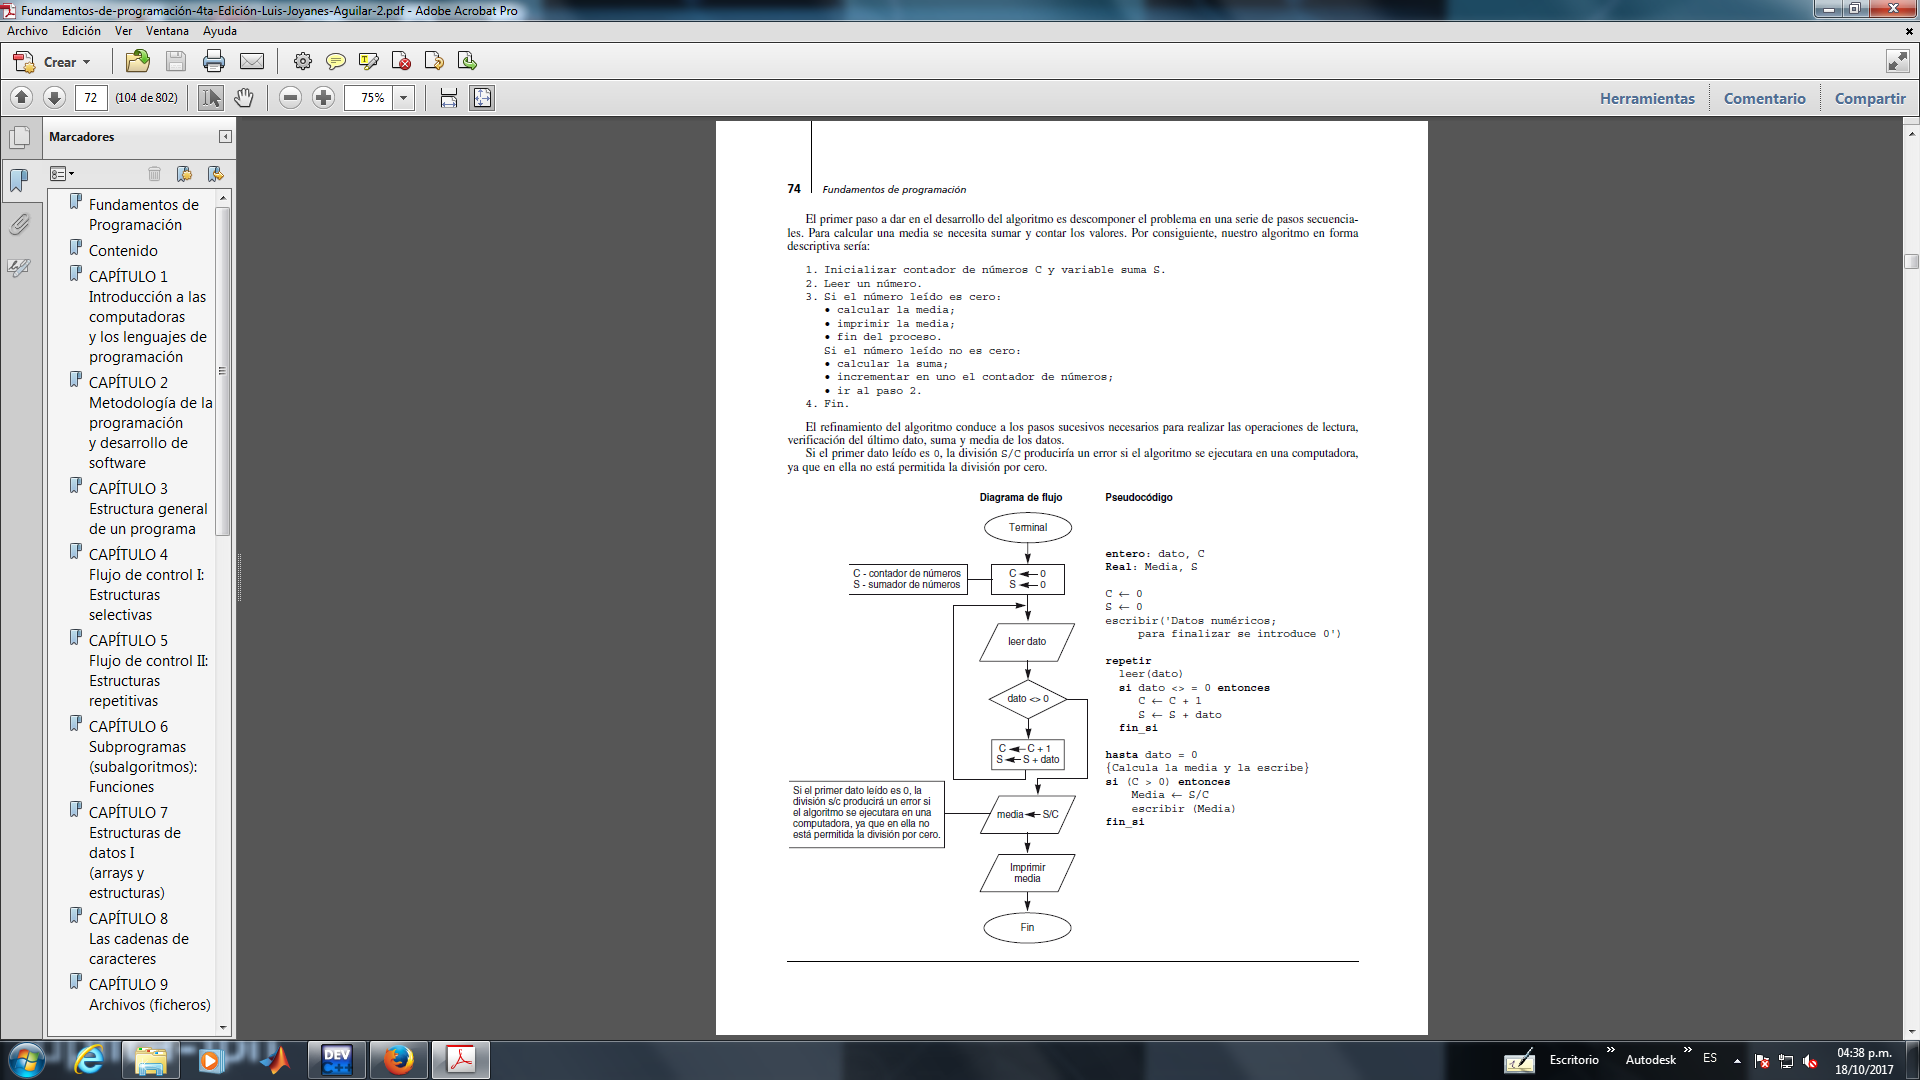 Fundamentos-de-programación-4ta-Edición-Luis-Joyanes-Aguilar-2.pdf - Adobe Acrobat Pro
Archivo Edición Ver Ventana Ayuda
Crear
72 (104 de 802) 75% Herramientas Comentario Compartir
Marcadores
Fundamentos de
Programación
Contenido
CAPÍTULO 1
Introducción a las
computadoras
y los lenguajes de
programación
CAPÍTULO 2
Metodología de la
programación
y desarrollo de
software
CAPÍTULO 3
Estructura general
de un programa
CAPÍTULO 4
Flujo de control I:
Estructuras
selectivas
CAPÍTULO 5
Flujo de control II:
Estructuras
repetitivas
CAPÍTULO 6
Subprogramas
(subalgoritmos):
Funciones
CAPÍTULO 7
Estructuras de
datos I
(arrays y
estructuras)
CAPÍTULO 8
Las cadenas de
caracteres
CAPÍTULO 9
Archivos (ficheros)
74 Fundamentos de programación
El primer paso a dar en el desarrollo del algoritmo es descomponer el problema en una serie de pasos secuencia-
les. Para calcular una media se necesita sumar y contar los valores. Por consiguiente, nuestro algoritmo en forma
descriptiva sería:
1. Inicializar contador de números C y variable suma S.
2. Leer un número.
3. Si el número leído es cero:
• calcular la media;
• imprimir la media;
• fin del proceso.
Si el número leído no es cero:
• calcular la suma;
• incrementar en uno el contador de números;
• ir al paso 2.
4. Fin.
El refinamiento del algoritmo conduce a los pasos sucesivos necesarios para realizar las operaciones de lectura,
verificación del último dato, suma y media de los datos.
Si el primer dato leído es 0, la división S/C produciría un error si el algoritmo se ejecutara en una computadora,
ya que en ella no está permitida la división por cero.
Diagrama de flujo
Terminal
C - contador de números
S - sumador de números
C ← 0
S ← 0
leer dato
dato <> 0
C ← C + 1
S ← S + dato
Si el primer dato leído es 0, la
división s/c producirá un error si
el algoritmo se ejecutara en una
computadora, ya que en ella no
está permitida la división por cero.
media ← S/C
Imprimir
media
Fin
Pseudocódigo
entero: dato, C
Real: Media, S
C ← 0
S ← 0
escribir('Datos numéricos;
para finalizar se introduce 0')
repetir
leer(dato)
si dato <> = 0 entonces
C ← C + 1
S ← S + dato
fin_si
hasta dato = 0
{Calcula la media y la escribe}
si (C > 0) entonces
Media ← S/C
escribir (Media)
fin_si
DEV
C++
Escritorio » Autodesk » ES
04:38 p.m.
18/10/2017